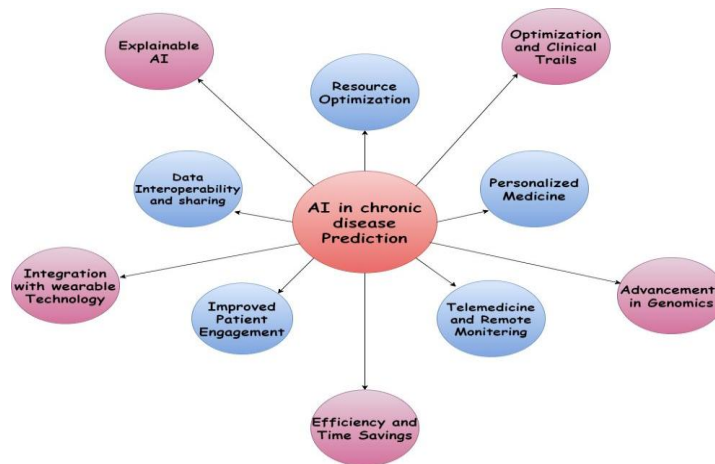 Explainable
AI
Optimization
and Clinical
Trails
Resource
Optimization
Data
Interoperability
and sharing
AI in chronic
disease
Prediction
Personalized
Medicine
Integration
with wearable
Technology
Improved
Patient
Engagement
Telemedicine
and Remote
Monitering
Advancement
in Genomics
Efficiency and
Time Savings